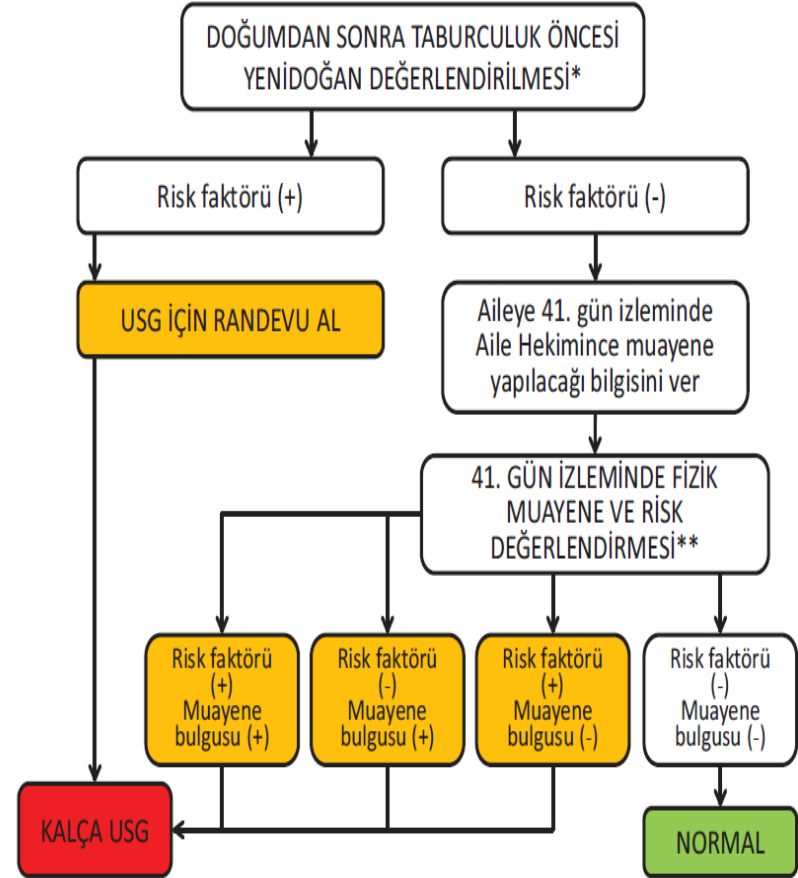 DOĞUMDAN SONRA TABURCULUK ÖNCESİ
YENİDOĞAN DEĞERLENDİRİLMESİ*
Risk faktörü (+)
Risk faktörü (-)
USG İÇİN RANDEVU AL
Aileye 41. gün izleminde
Aile Hekimince muayene
yapılacağı bilgisini ver
41. GÜN İZLEMİNDE FİZİK
MUAYENE VE RİSK
DEĞERLENDİRMESİ**
Risk faktörü
(+)
Muayene
bulgusu (+)
Risk faktörü
(-)
Muayene
bulgusu (+)
Risk faktörü
(+)
Muayene
bulgusu (-)
Risk faktörü
(-)
Muayene
bulgusu (-)
KALÇA USG
NORMAL